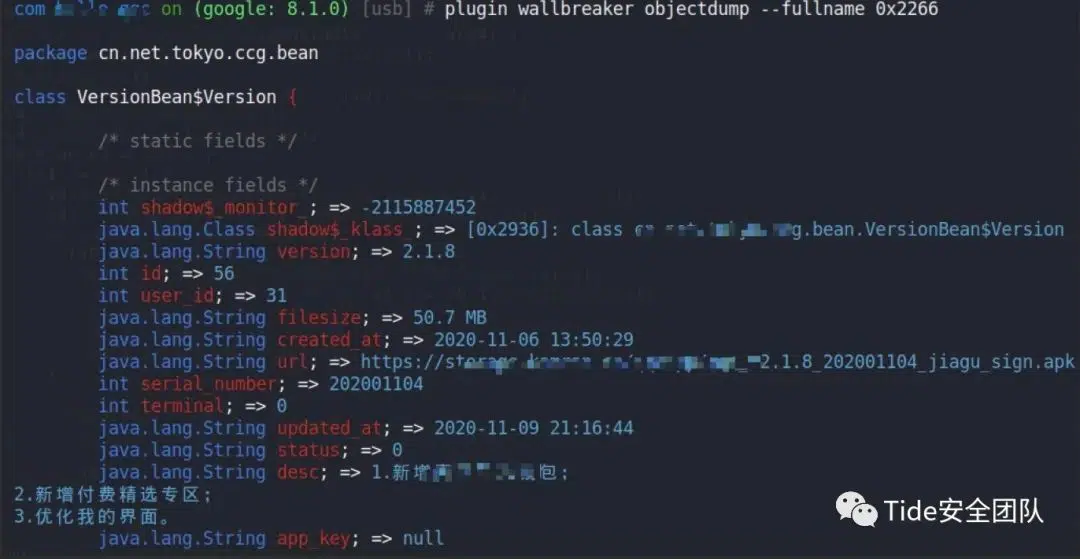 com on (google: 8.1.0) [usb] # plugin wallbreaker objectdump --fullname 0x2266
package cn.net.tokyo.ccg.bean
class VersionBean$Version {
/* static fields */
/* instance fields */
int shadow$_monitor_; => -2115887452
java.lang.Class shadow$_klass_; => [0x2936]: class g.bean.VersionBean$Version
java.lang.String version; => 2.1.8
int id; => 56
int user_id; => 31
java.lang.String filesize; => 50.7 MB
java.lang.String created_at; => 2020-11-06 13:50:29
java.lang.String url; => https://st 2.1.8_202001104_jiagu_sign.apk
int serial_number; => 202001104
int terminal; => 0
java.lang.String updated_at; => 2020-11-09 21:16:44
java.lang.String status; => 0
java.lang.String desc; => 1.新增 包;
2.新增付费精选专区;
3.优化我的界面。
java.lang.String app_key; => null
Tide安全团队